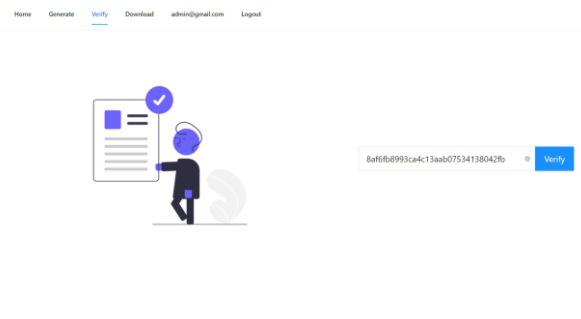 Home Generate Verify Download admin@gmail.com Logout
8af6fb8993ca4c13aab07534138042fb Verify